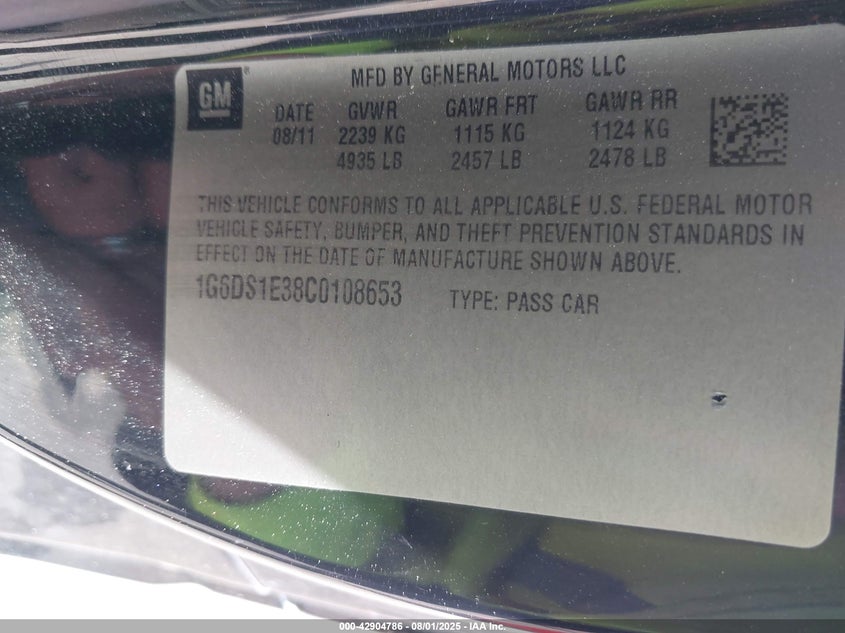 GM
MFD BY GENERAL MOTORS LLC
DATE GVWR GAWR FRT GAWR RR
08/11 2239 KG 1115 KG 1124 KG
4935 LB 2457 LB 2478 LB
THIS VEHICLE CONFORMS TO ALL APPLICABLE U.S. FEDERAL MOTOR
VEHICLE SAFETY, BUMPER, AND THEFT PREVENTION STANDARDS IN
EFFECT ON THE DATE OF MANUFACTURE SHOWN ABOVE.
1G6DS1E38C0108653 TYPE: PASS CAR
000-42904786 - 08/01/2025 - IAA Inc.